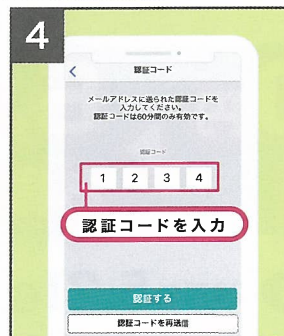 4
認証コード
メールアドレスに送られた認証コードを
入力してください。
認証コードは60分間のみ有効です。
認証コード
1 2 3 4
認証コードを入力
認証する
認証コードを再送信